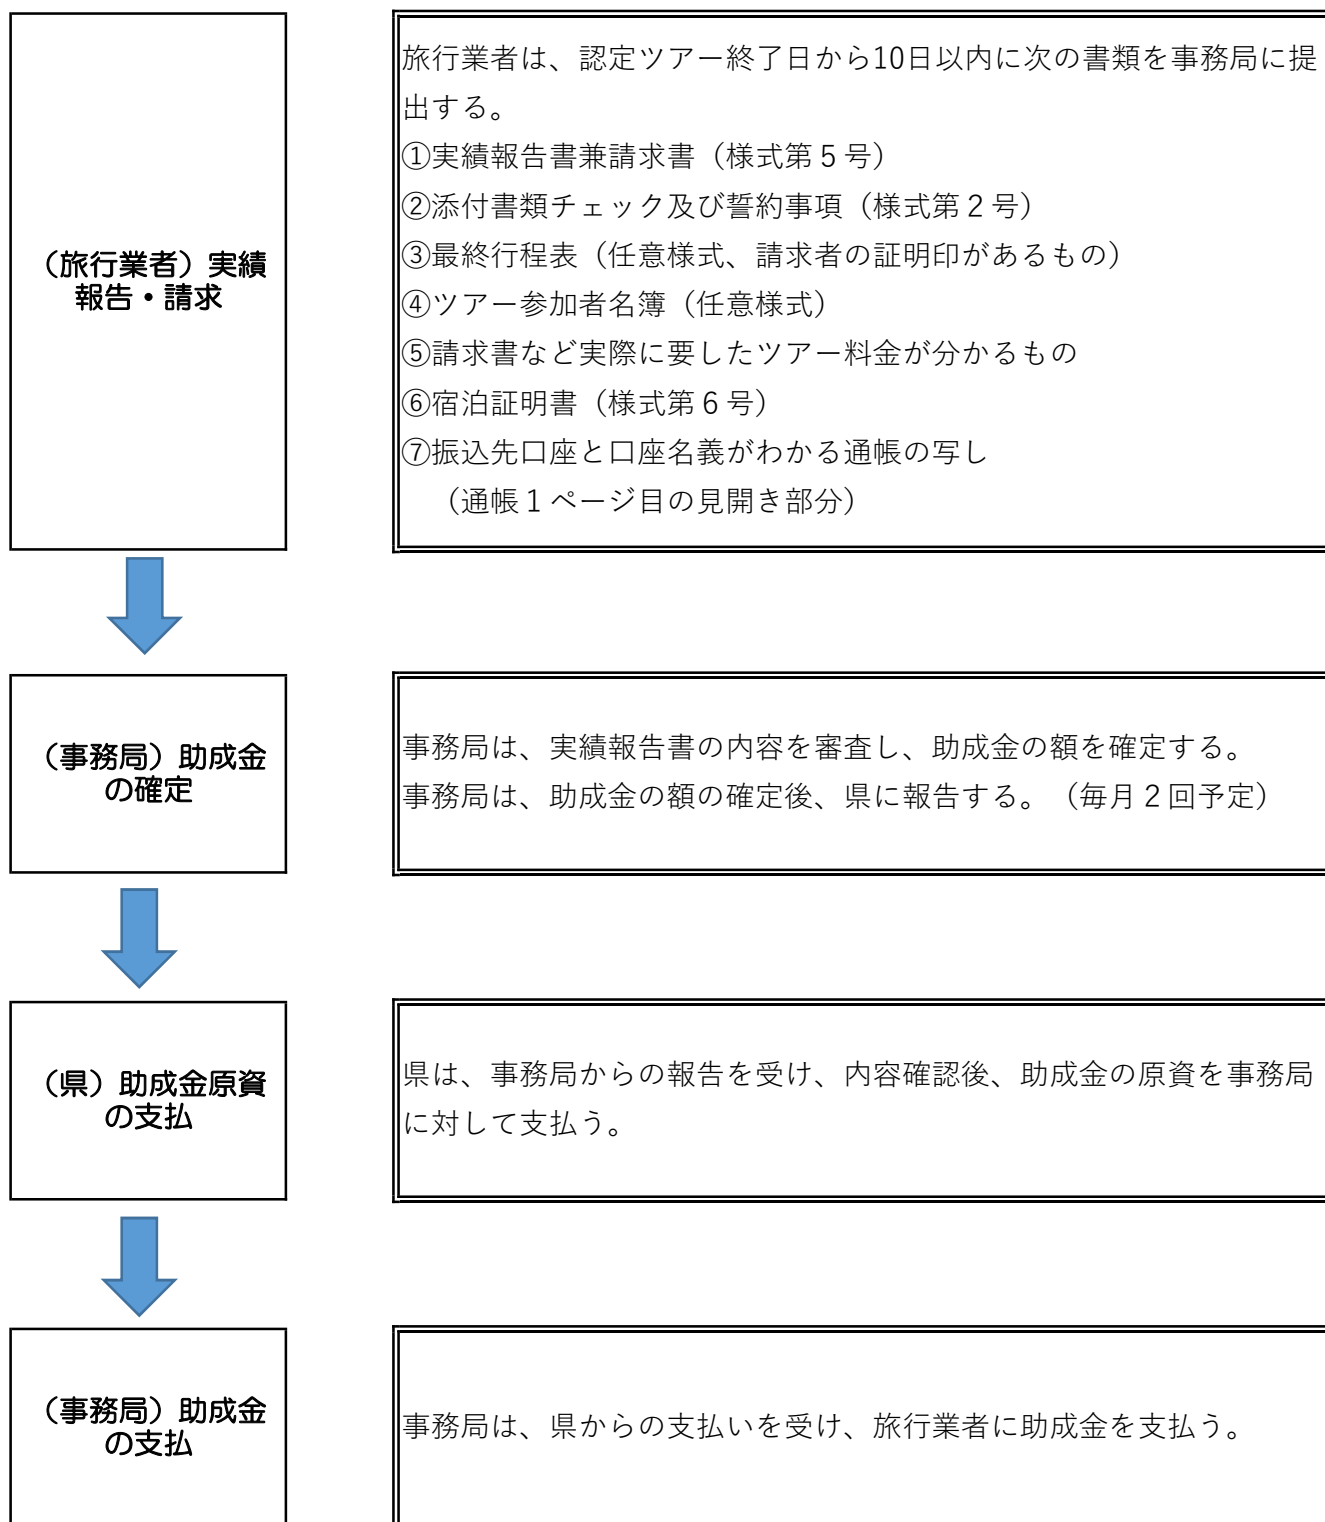 （旅行業者）実績
報告・請求
旅行業者は、認定ツアー終了日から10日以内に次の書類を事務局に提
出する。
①実績報告書兼請求書（様式第５号）
②添付書類チェック及び誓約事項（様式第２号）
③最終行程表（任意様式、請求者の証明印があるもの）
④ツアー参加者名簿（任意様式）
⑤請求書など実際に要したツアー料金が分かるもの
⑥宿泊証明書（様式第６号）
⑦振込先口座と口座名義がわかる通帳の写し
（通帳１ページ目の見開き部分）
（事務局）助成金
の確定
事務局は、実績報告書の内容を審査し、助成金の額を確定する。
事務局は、助成金の額の確定後、県に報告する。（毎月２回予定）
（県）助成金原資
の支払
県は、事務局からの報告を受け、内容確認後、助成金の原資を事務局
に対して支払う。
（事務局）助成金
の支払
事務局は、県からの支払いを受け、旅行業者に助成金を支払う。